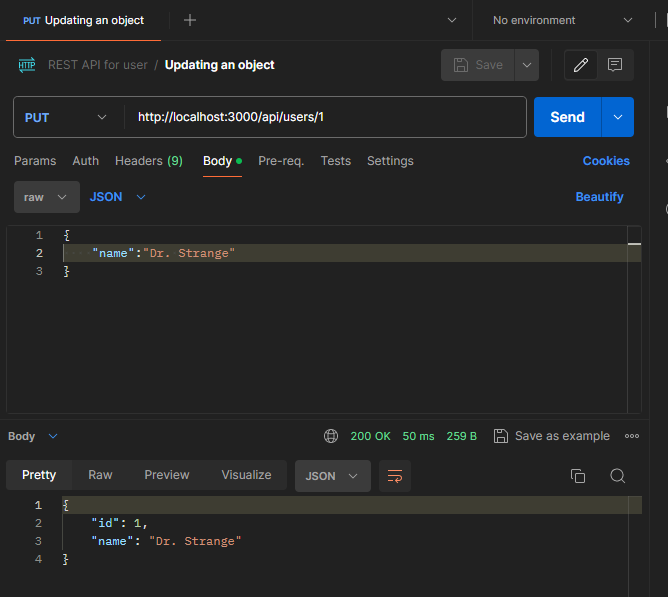 PUT Updating an object
No environment
HTTP REST API for user / Updating an object Save
PUT http://localhost:3000/api/users/1 Send
Params Auth Headers (9) Body Pre-req. Tests Settings Cookies
raw JSON Beautify
1 {
2 "name":"Dr. Strange"
3 }
Body 200 OK 50 ms 259 B Save as example
Pretty Raw Preview Visualize JSON
1 {
2 "id": 1,
3 "name": "Dr. Strange"
4 }